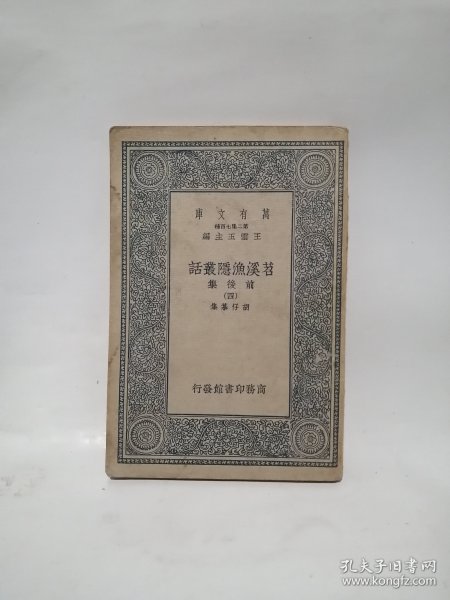 庫文有萬
種百七集二第
編主五雲王
話叢隱漁溪苕
集後前
(四)
集纂仔胡
行發館書印務商
孔夫子旧书网
www.kongfz.com